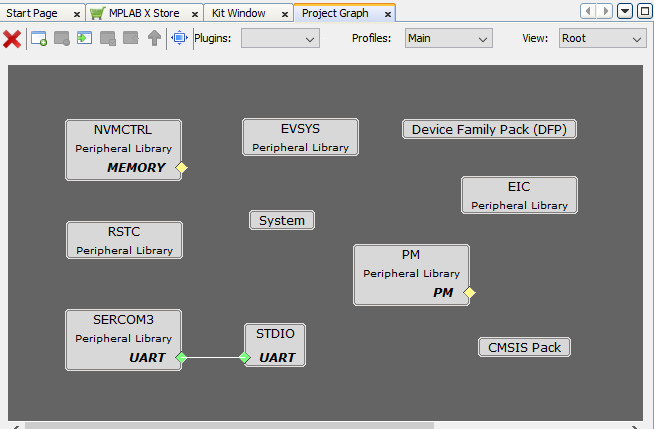 Start Page
MPLAB X Store
Kit Window
Project Graph
Plugins:
Profiles:
Main
View:
Root
NVMCTRL
Peripheral Library
MEMORY
EVSYS
Peripheral Library
Device Family Pack (DFP)
EIC
Peripheral Library
RSTC
Peripheral Library
System
PM
Peripheral Library
PM
SERCOM3
Peripheral Library
UART
STDIO
UART
CMSIS Pack